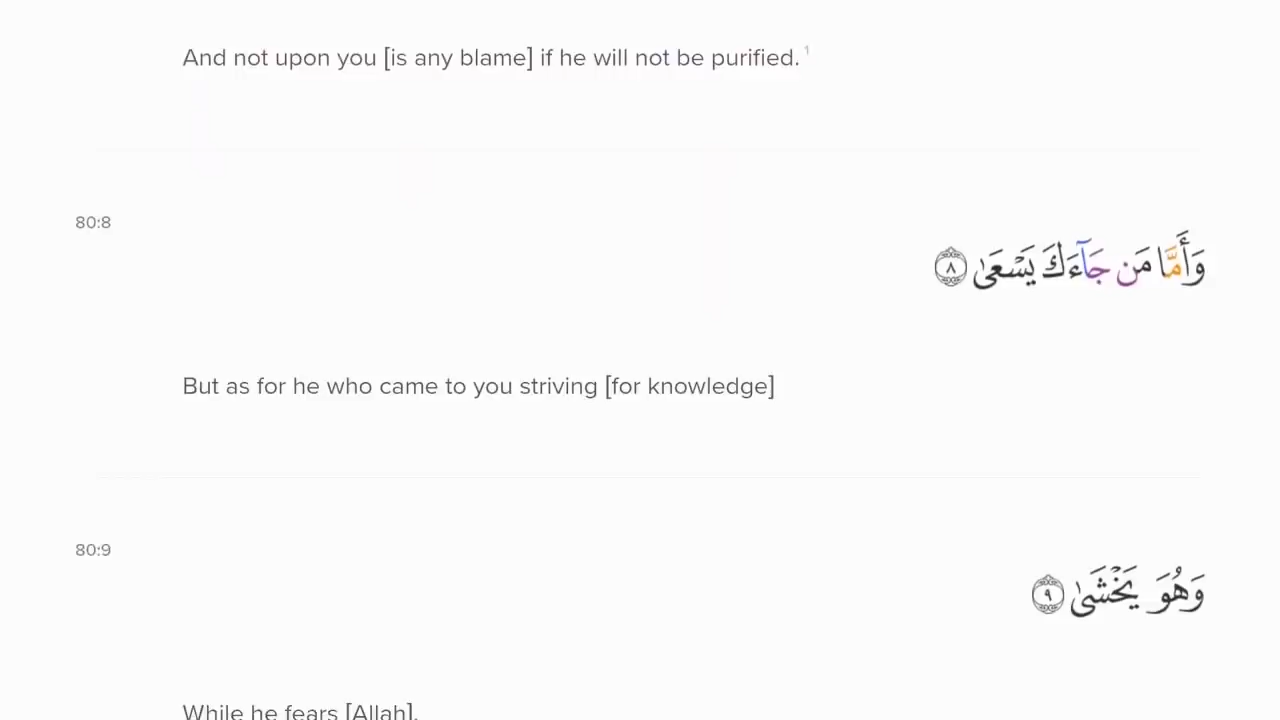 And not upon you [is any blame] if he will not be purified. 1
80:8
وَأَمَّا مَن جَآءَكَ يَسْعَىٰ ٨
But as for he who came to you striving [for knowledge]
80:9
وَهُوَ يَخْشَىٰ ٩
While he fears [Allah],